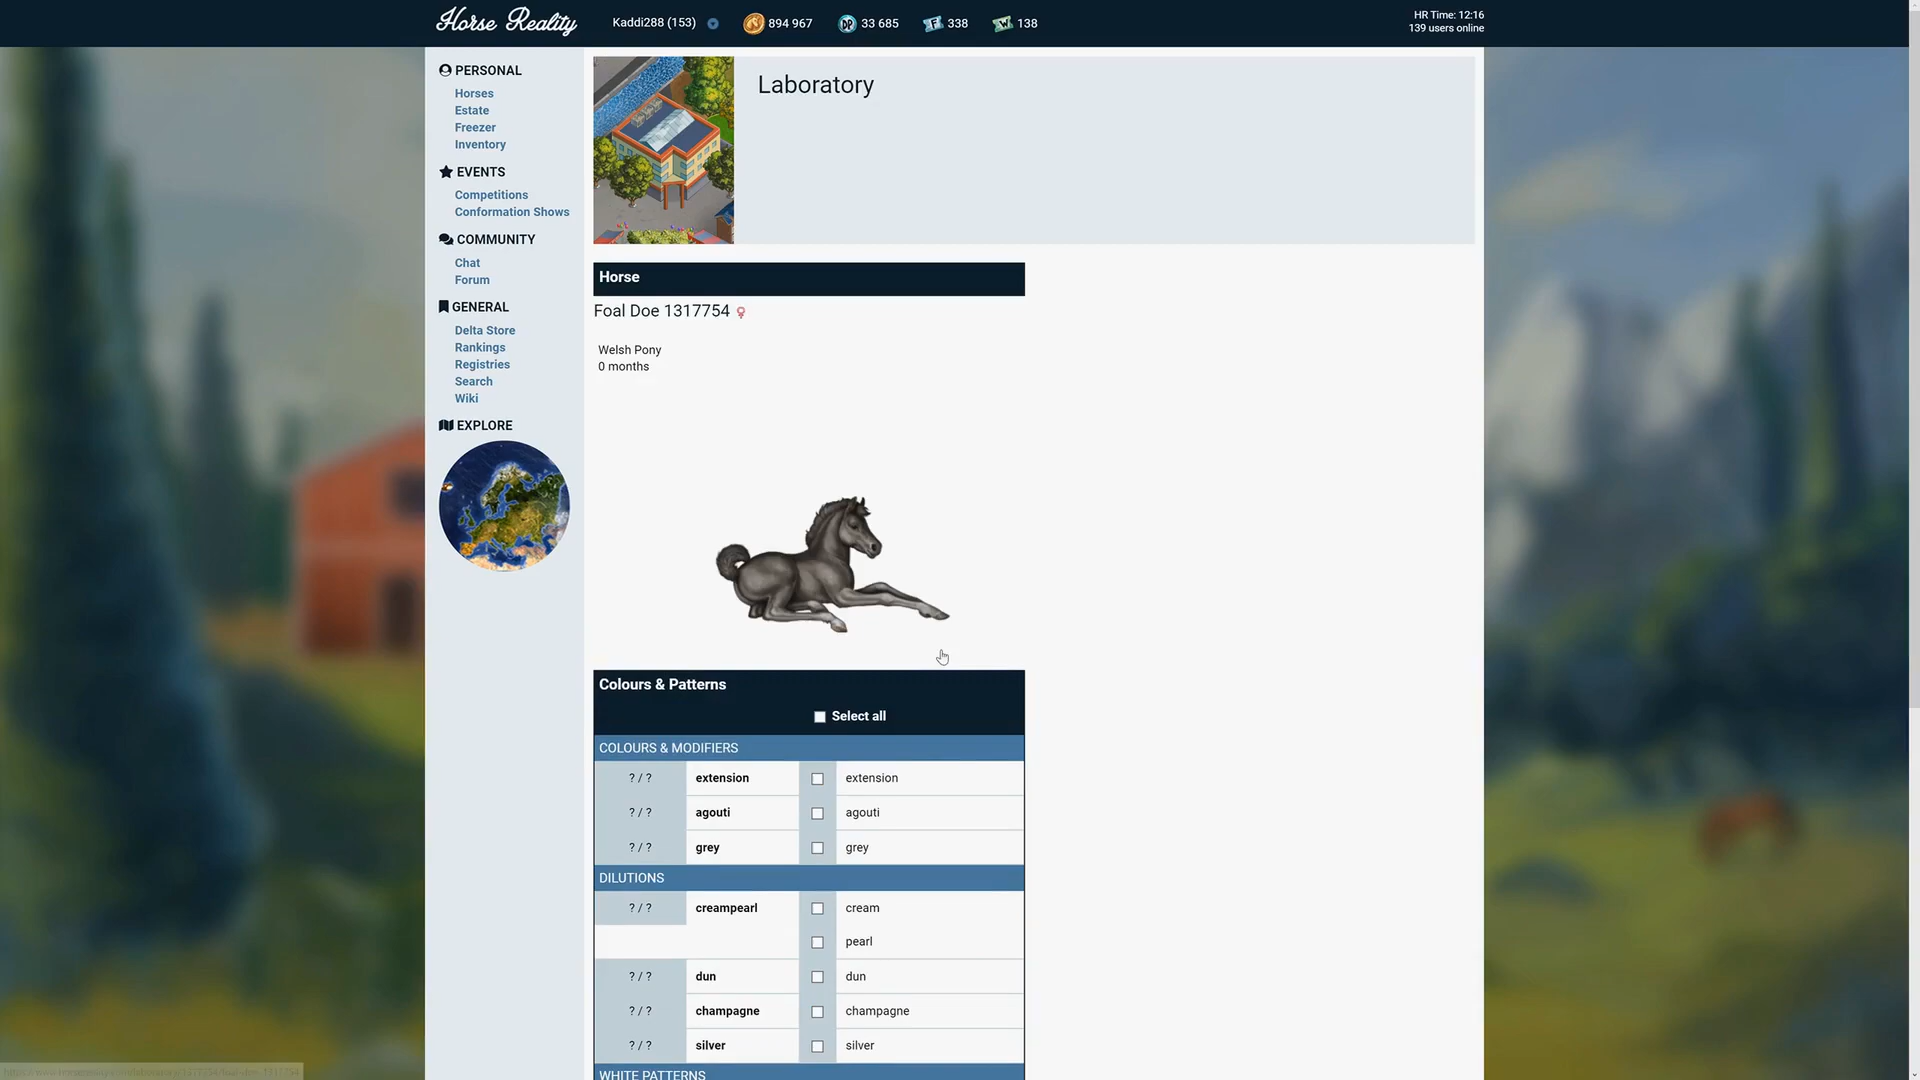 Horse Reality
Kaddi288 (153)
894 967
DP
33 685
F
338
W
138
HR Time: 12:16
139 users online
PERSONAL
Horses
Estate
Freezer
Inventory
EVENTS
Competitions
Conformation Shows
COMMUNITY
Chat
Forum
GENERAL
Delta Store
Rankings
Registries
Search
Wiki
EXPLORE
Laboratory
Horse
Foal Doe 1317754
Welsh Pony
0 months
Colours & Patterns
Select all
COLOURS & MODIFIERS
? / ? extension extension
? / ? agouti agouti
? / ? grey grey
DILUTIONS
? / ? creampearl cream
pearl
? / ? dun dun
? / ? champagne champagne
? / ? silver silver
WHITE PATTERNS